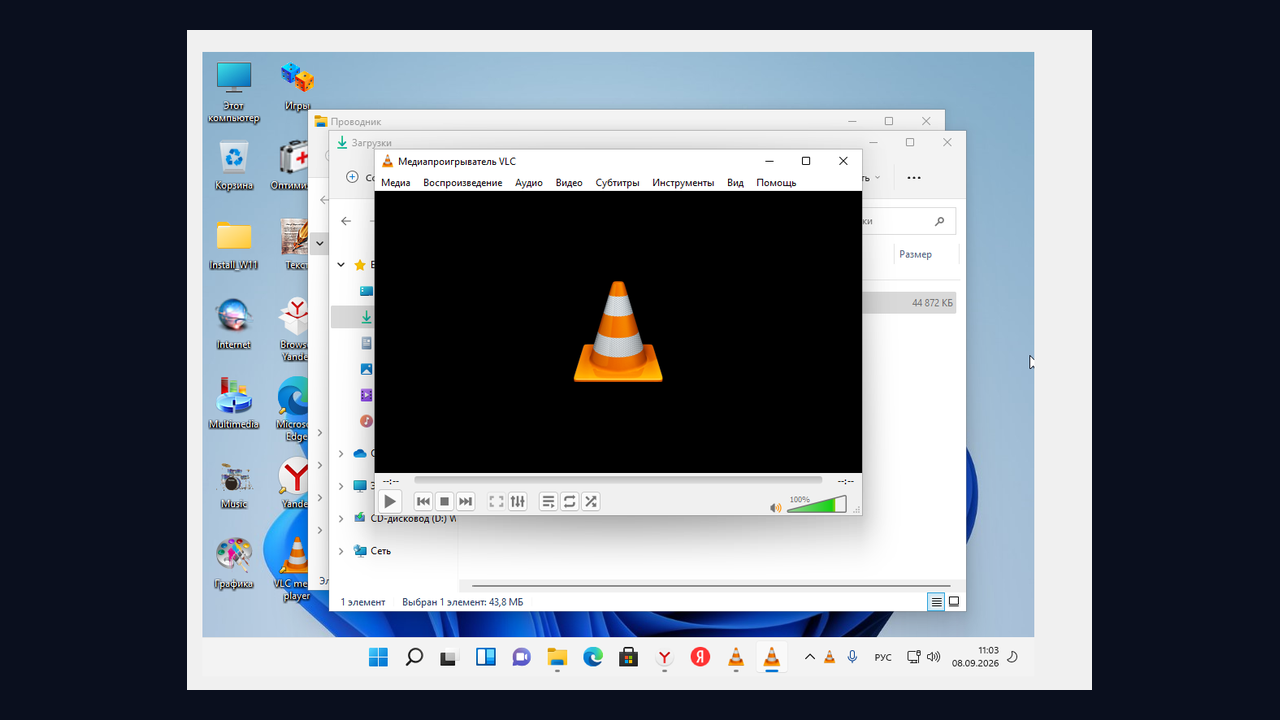 Этот
компьютер
Игры
Корзина
Install_W11
Internet
Multimedia
Edge
Music
Графика
VLC
player
Проводник
Загрузки
Размер
44 872 КБ
Медиапроигрыватель VLC
Медиа Воспроизведение Аудио Видео Субтитры Инструменты Вид Помощь
--:-- --:--
100%
CD-дисковод (D:) W
Сеть
1 элемент Выбран 1 элемент: 43,8 МБ
РУС
11:03
08.09.2026